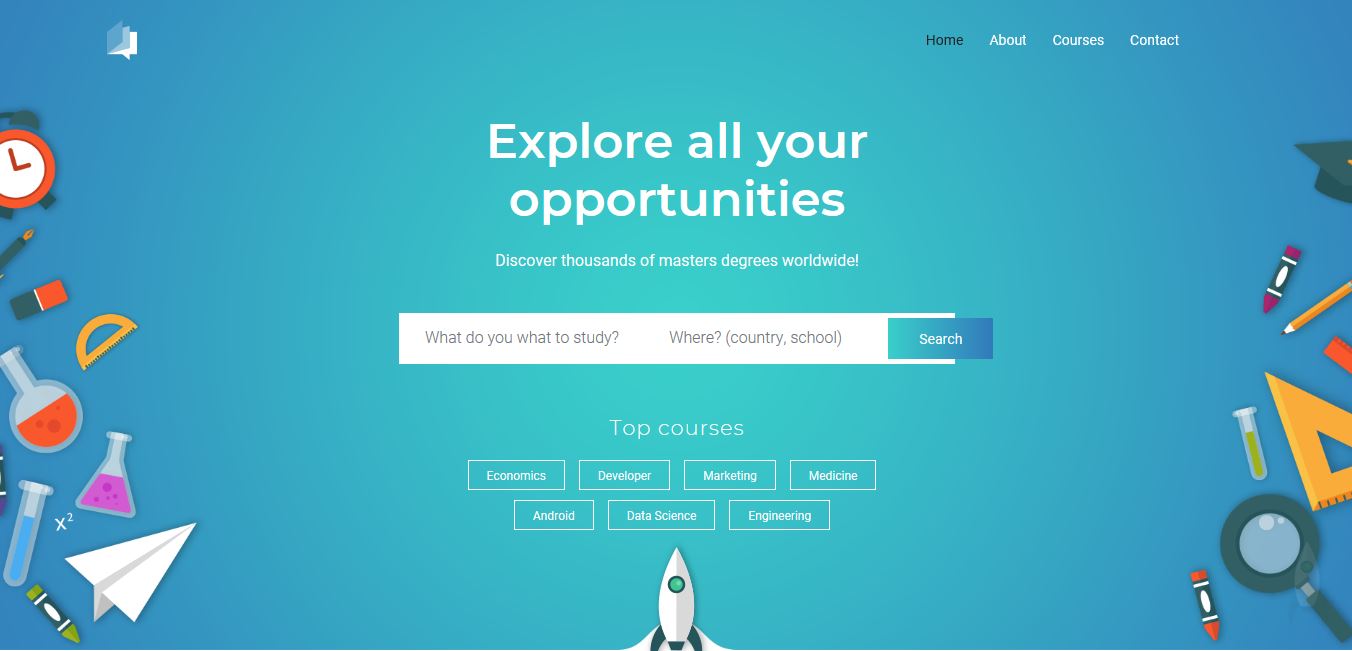 Home About Courses Contact
Explore all your
opportunities
Discover thousands of masters degrees worldwide!
What do you what to study? Where? (country, school) Search
Top courses
Economics Developer Marketing Medicine
Android Data Science Engineering
x²